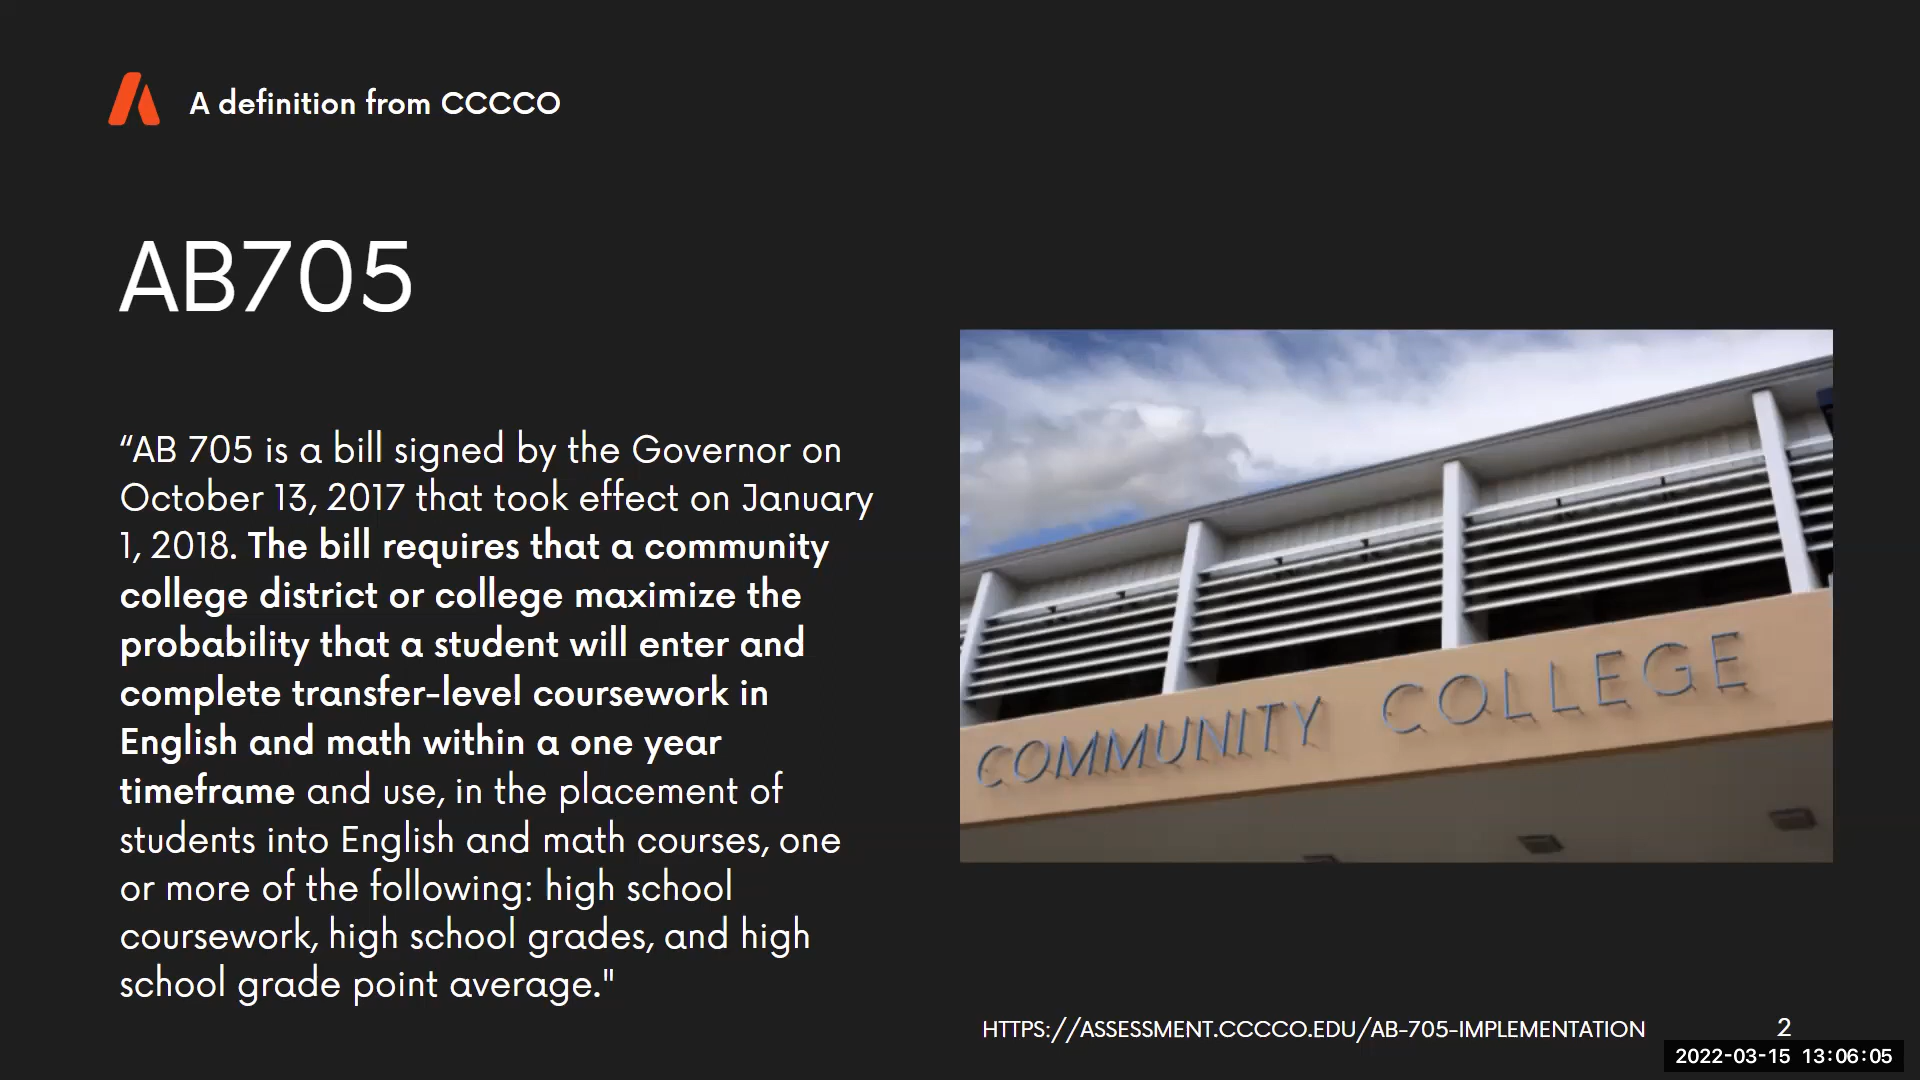 A definition from CCCCO
AB705
“AB 705 is a bill signed by the Governor on
October 13, 2017 that took effect on January
1, 2018. The bill requires that a community
college district or college maximize the
probability that a student will enter and
complete transfer-level coursework in
English and math within a one year
timeframe and use, in the placement of
students into English and math courses, one
or more of the following: high school
coursework, high school grades, and high
school grade point average."
COMMUNITY COLLEGE
HTTPS://ASSESSMENT.CCCCO.EDU/AB-705-IMPLEMENTATION
2
2022-03-15 13:06:05